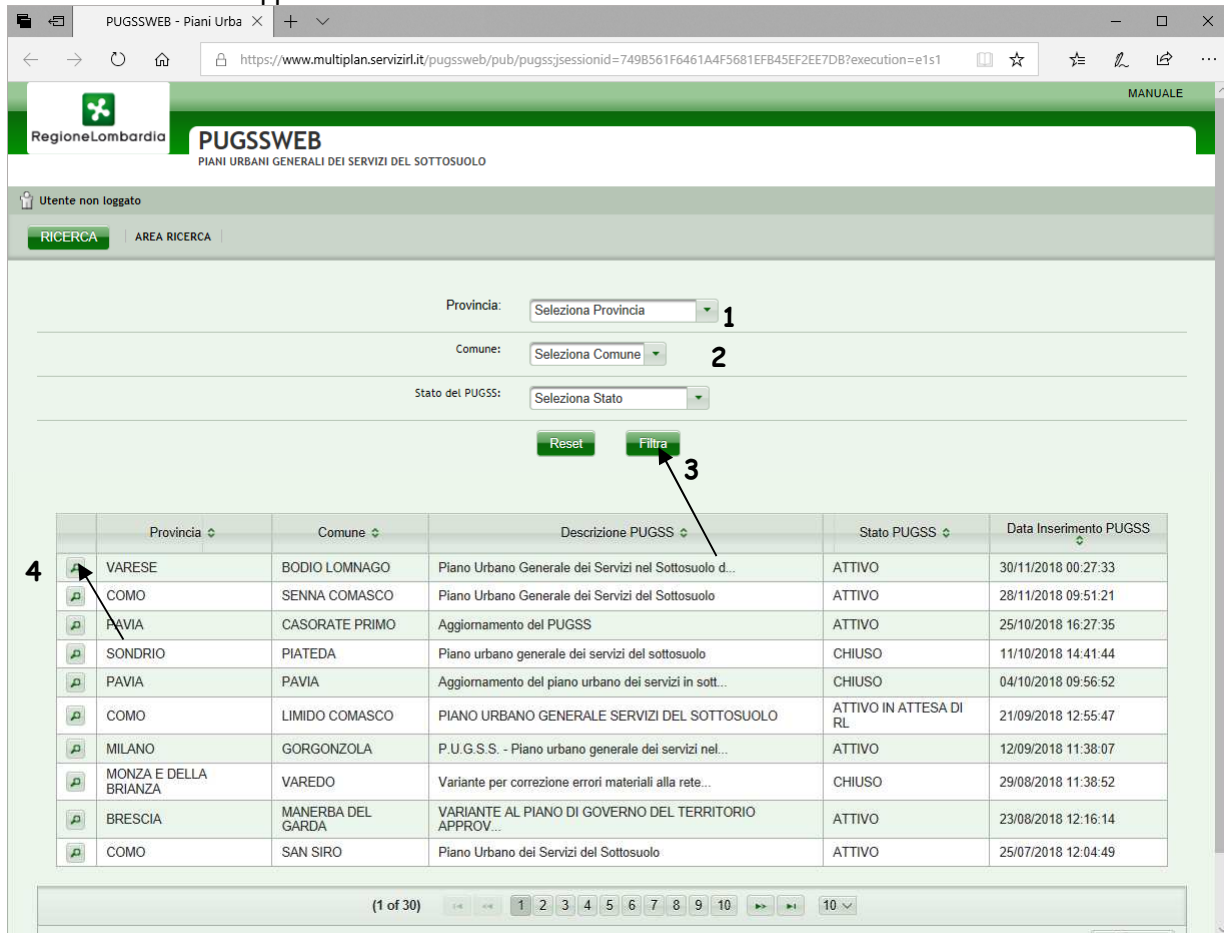 PUGSSWEB - Piani Urba
https://www.multiplan.servizirl.it/pugssweb/pub/pugss;jsessionid=749B561F6461A4F5681EFB45EF2EE7DB?execution=e1s1
MANUALE
RegioneLombardia
PUGSSWEB
PIANI URBANI GENERALI DEI SERVIZI DEL SOTTOSUOLO
Utente non loggato
RICERCA AREA RICERCA
Provincia: Seleziona Provincia 1
Comune: Seleziona Comune 2
Stato del PUGSS: Seleziona Stato
Reset Filtra
3
Provincia Comune Descrizione PUGSS Stato PUGSS Data Inserimento PUGSS
4 VARESE BODIO LOMNAGO Piano Urbano Generale dei Servizi nel Sottosuolo d... ATTIVO 30/11/2018 00:27:33
COMO SENNA COMASCO Piano Urbano Generale dei Servizi del Sottosuolo ATTIVO 28/11/2018 09:51:21
PAVIA CASORATE PRIMO Aggiornamento del PUGSS ATTIVO 25/10/2018 16:27:35
SONDRIO PIATEDA Piano urbano generale dei servizi del sottosuolo CHIUSO 11/10/2018 14:41:44
PAVIA PAVIA Aggiornamento del piano urbano dei servizi in sott... CHIUSO 04/10/2018 09:56:52
COMO LIMIDO COMASCO PIANO URBANO GENERALE SERVIZI DEL SOTTOSUOLO ATTIVO IN ATTESA DI RL 21/09/2018 12:55:47
MILANO GORGONZOLA P.U.G.S.S. - Piano urbano generale dei servizi nel... ATTIVO 12/09/2018 11:38:07
MONZA E DELLA BRIANZA VAREDO Variante per correzione errori materiali alla rete... CHIUSO 29/08/2018 11:38:52
BRESCIA MANERBA DEL GARDA VARIANTE AL PIANO DI GOVERNO DEL TERRITORIO APPROV... ATTIVO 23/08/2018 12:16:14
COMO SAN SIRO Piano Urbano dei Servizi del Sottosuolo ATTIVO 25/07/2018 12:04:49
(1 of 30) 1 2 3 4 5 6 7 8 9 10 10